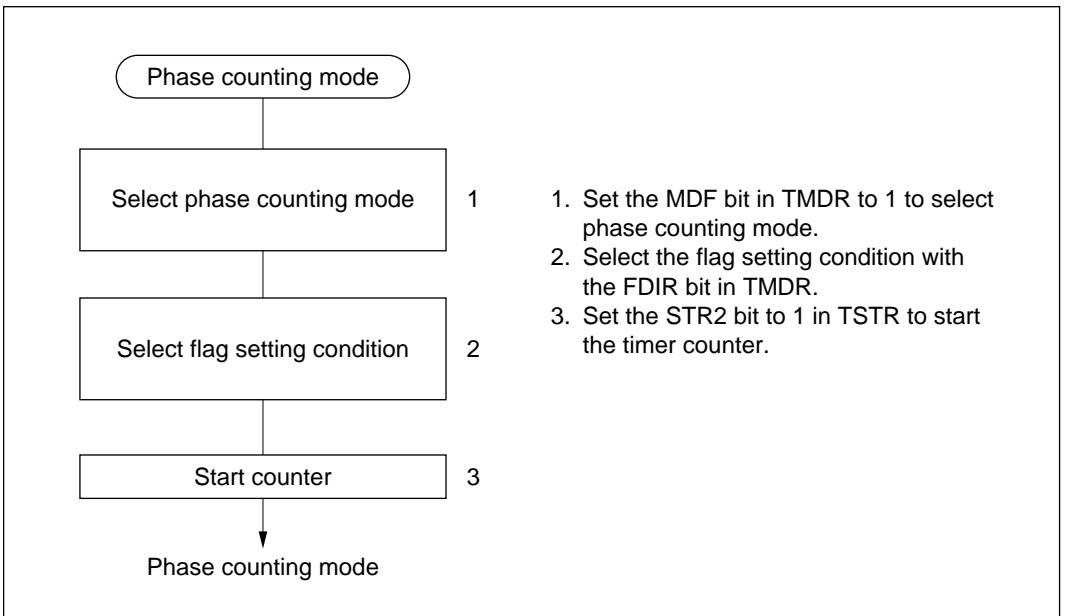 Phase counting mode
Select phase counting mode 1
Select flag setting condition 2
Start counter 3
Phase counting mode
1. Set the MDF bit in TMDR to 1 to select
phase counting mode.
2. Select the flag setting condition with
the FDIR bit in TMDR.
3. Set the STR2 bit to 1 in TSTR to start
the timer counter.